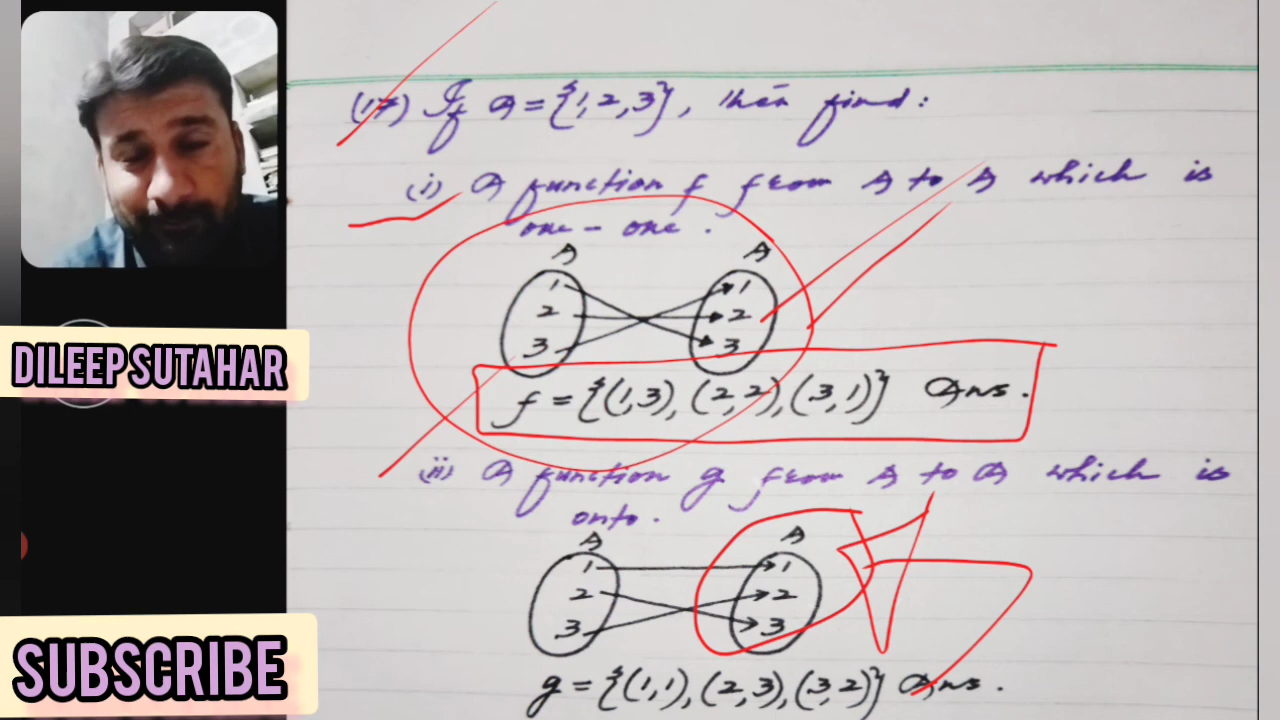 (17) If A = {1, 2, 3}, then find :
(i) A function f from A to A which is
one - one .
A A
1 1
2 2
3 3
f = {(1,3), (2,2), (3,1)} Ans .
(ii) A function g from A to A which is
onto .
A A
1 1
2 2
3 3
g = {(1,1), (2,3), (3,2)} Ans .
DILEEP SUTAHAR
SUBSCRIBE